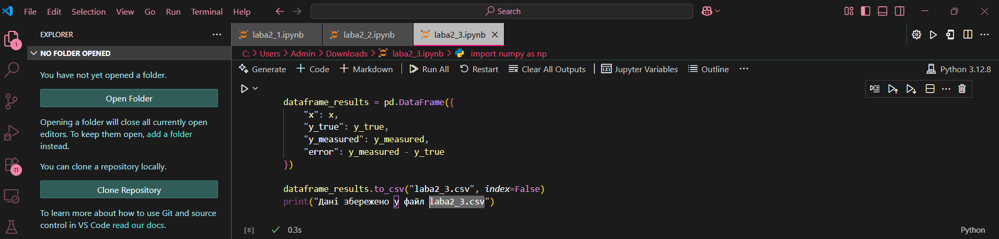 File Edit Selection View Go Run Terminal Help Search
EXPLORER
NO FOLDER OPENED
You have not yet opened a folder.
Open Folder
Opening a folder will close all currently open
editors. To keep them open, add a folder
instead.
You can clone a repository locally.
Clone Repository
To learn more about how to use Git and source
control in VS Code read our docs.
1
11
laba2_1.ipynb laba2_2.ipynb laba2_3.ipynb
C: > Users > Admin > Downloads > laba2_3.ipynb > import numpy as np
Generate + Code + Markdown | Run All Restart Clear All Outputs | Jupyter Variables Outline ... Python 3.12.8
dataframe_results = pd.DataFrame({
"x": x,
"y_true": y_true,
"y_measured": y_measured,
"error": y_measured - y_true
})
dataframe_results.to_csv("laba2_3.csv", index=False)
print("Дані збережено у файл laba2_3.csv")
[8] 0.3s Python